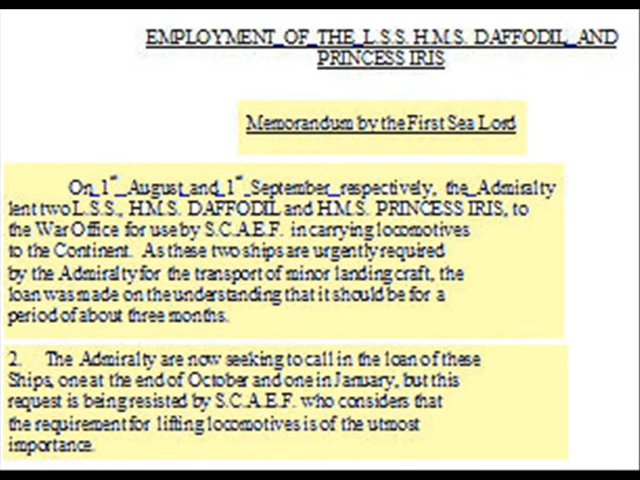 EMPLOYMENT OF THE L.S.S. H.M.S. DAFFODIL AND
PRINCESS IRIS
Memorandum by the First Sea Lord
On 1st August and 1st September respectively, the Admiralty
lent two L.S.S., H.M.S. DAFFODIL and H.M.S. PRINCESS IRIS, to
the War Office for use by S.C.A.E.F. in carrying locomotives
to the Continent. As these two ships are urgently required
by the Admiralty for the transport of minor landing craft, the
loan was made on the understanding that it should be for a
period of about three months.
2. The Admiralty are now seeking to call in the loan of these
Ships, one at the end of October and one in January, but this
request is being resisted by S.C.A.E.F. who considers that
the requirement for lifting locomotives is of the utmost
importance.